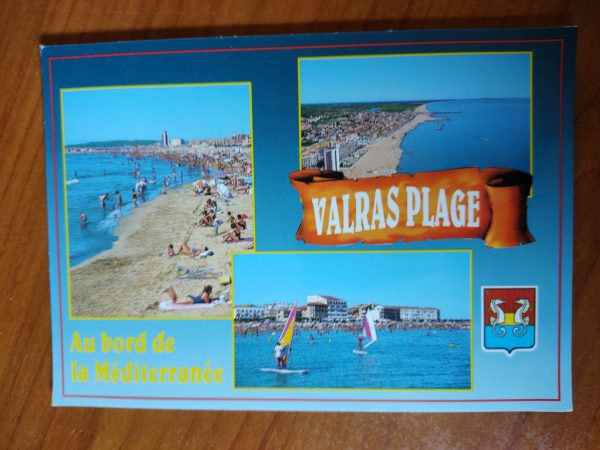 VALRAS PLAGE
Au bord de
la Méditerranée